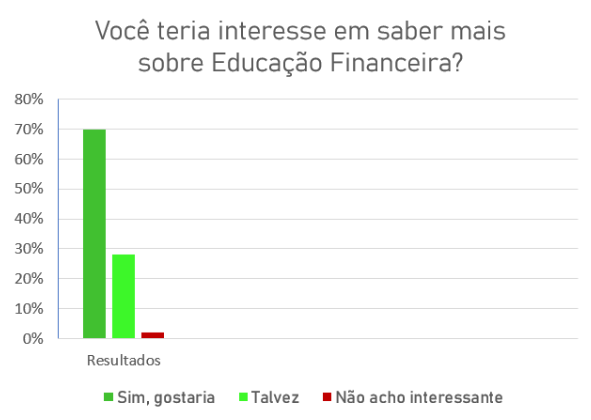 Você teria interesse em saber mais
sobre Educação Financeira?
80%
70%
60%
50%
40%
30%
20%
10%
0%
Resultados
Sim, gostaria Talvez Não acho interessante